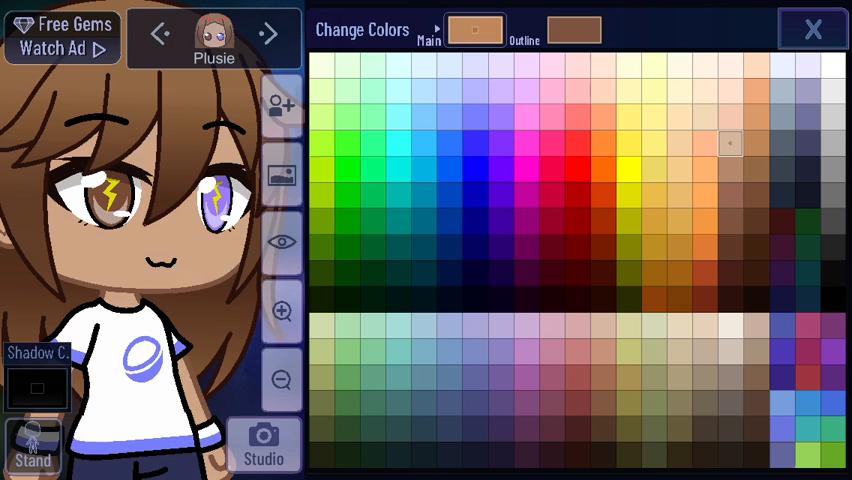 Free Gems
Watch Ad
Plusie
Change Colors
Main
Outline
X
Shadow C.
Stand
Studio